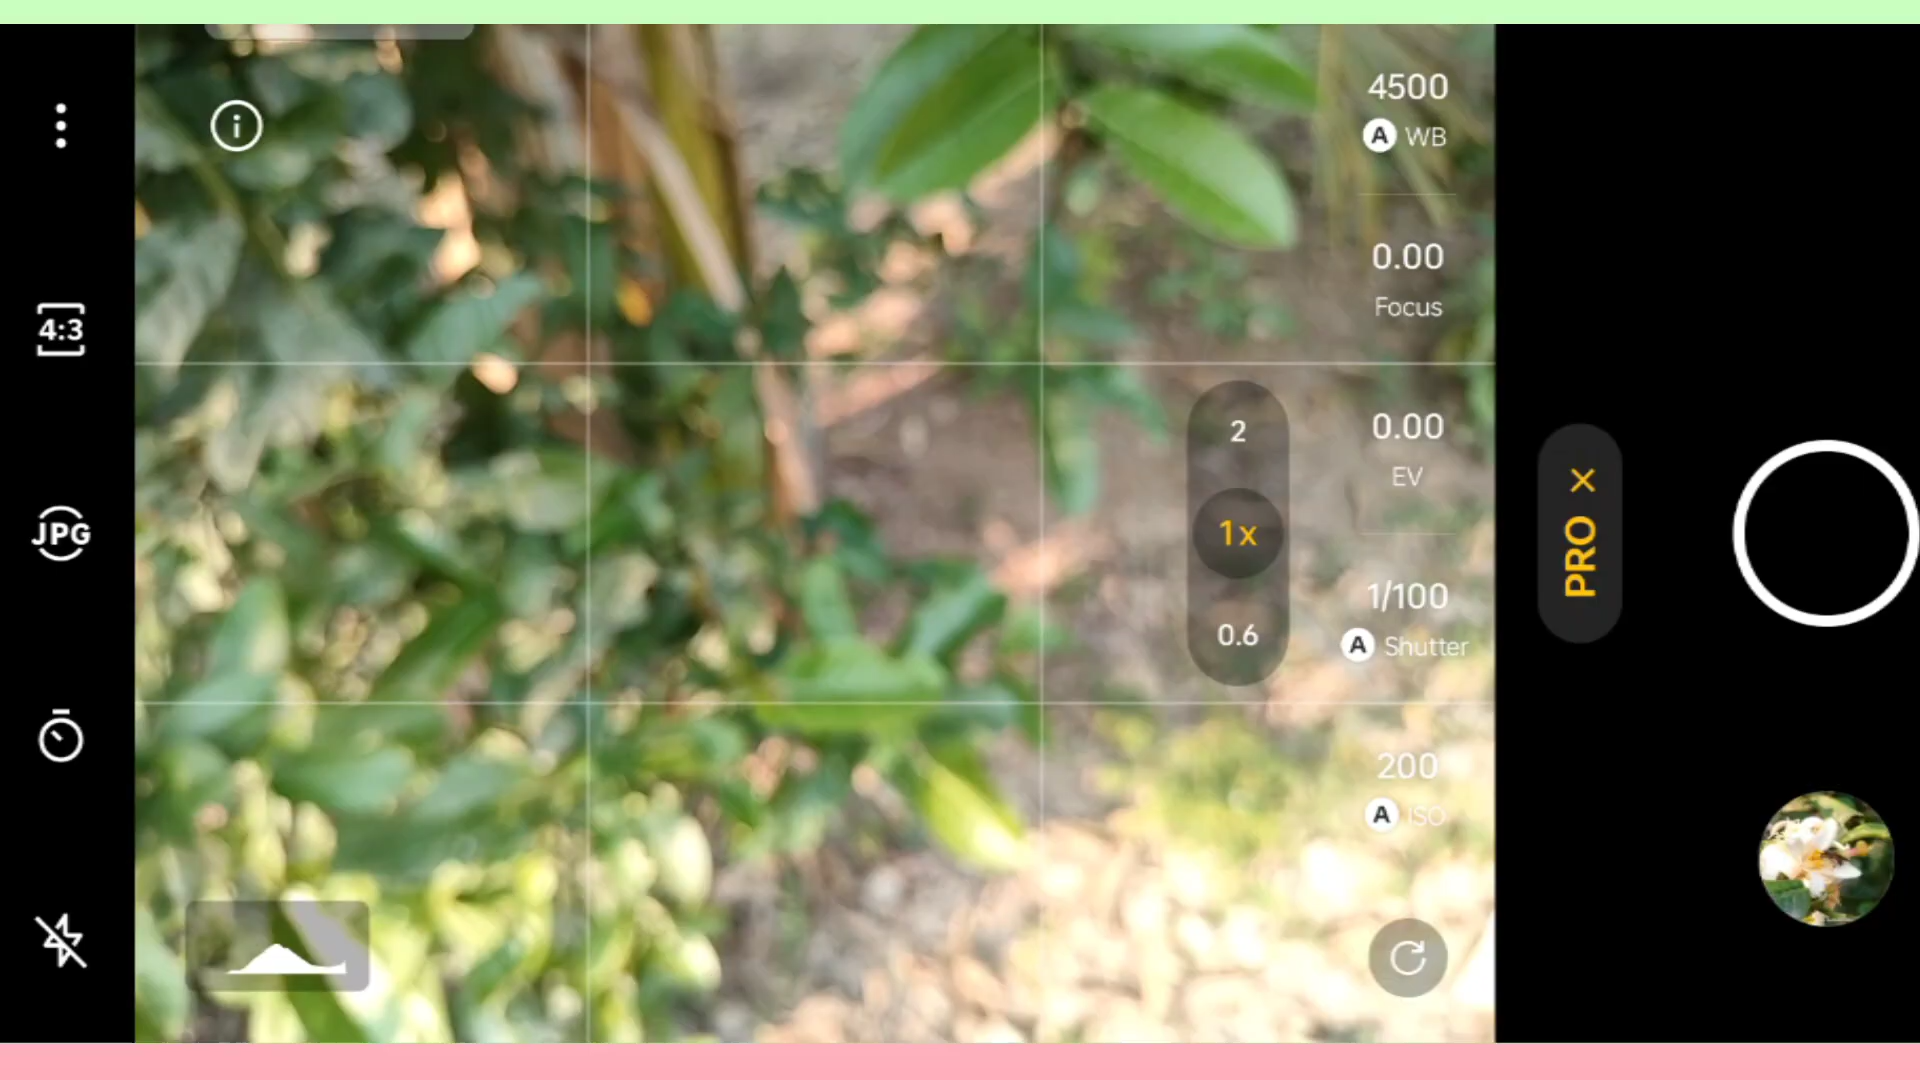 4:3
JPG
4500
A WB
0.00
Focus
0.00
EV
1/100
A Shutter
200
A ISO
2
1x
0.6
PRO ×